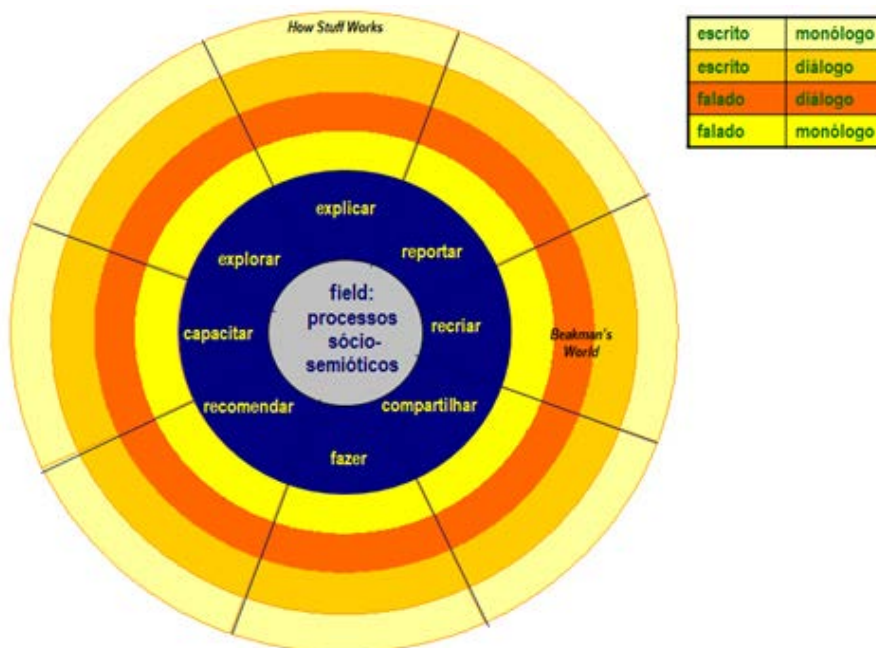 How Stuff Works
escrito monólogo
escrito diálogo
falado diálogo
falado monólogo
explicar
explorar
reportar
field:
processos
sócio-
semióticos
capacitar
recriar
Beakman's
World
recomendar
compartilhar
fazer